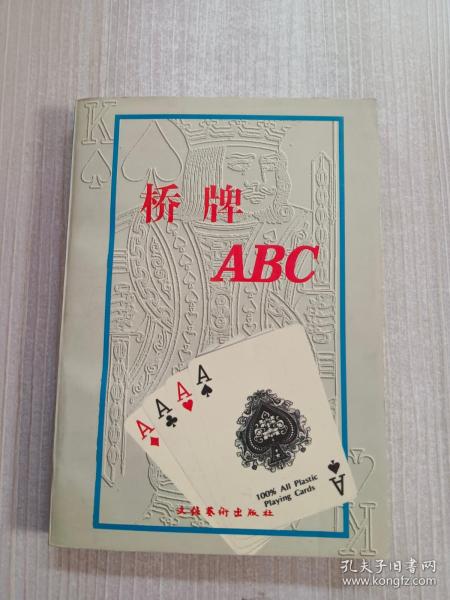 K
桥牌
ABC
A
A
A
A
100% All Plastic
Playing Cards
A
文化艺术出版社
K
孔夫子旧书网
www.kongfz.com